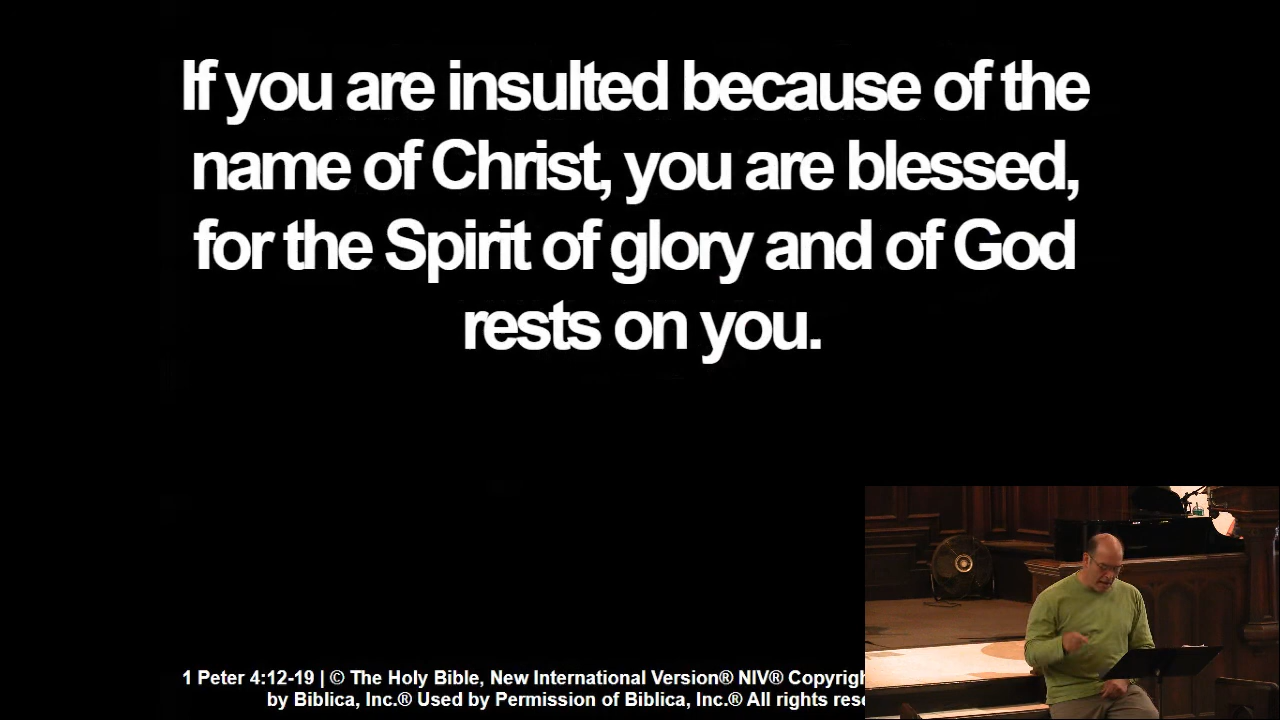 If you are insulted because of the
name of Christ, you are blessed,
for the Spirit of glory and of God
rests on you.
1 Peter 4:12-19 | © The Holy Bible, New International Version® NIV®
by Biblica, Inc.® Used by Permission of Biblica, Inc.® All rights